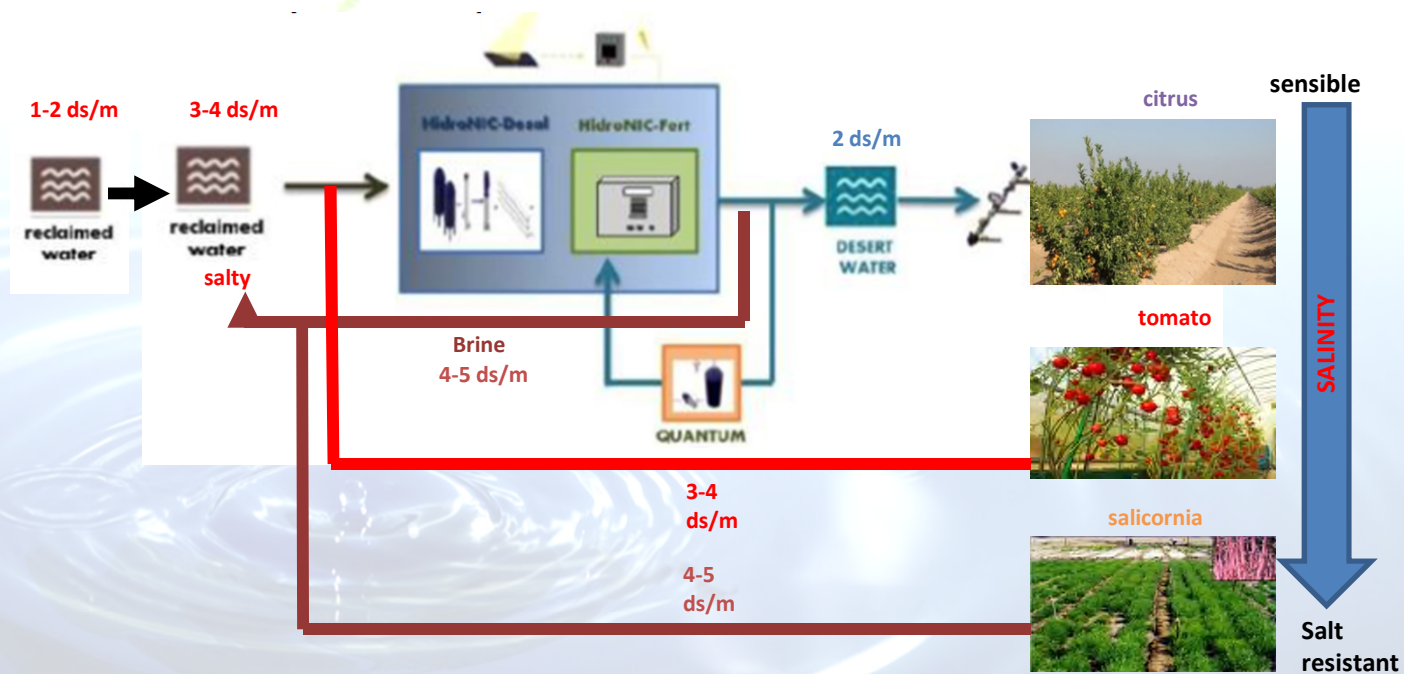 1-2 ds/m
3-4 ds/m
reclaimed
water
reclaimed
water
salty
HidroNIC-Desal
HidroNIC-Fert
2 ds/m
DESERT
WATER
Brine
4-5 ds/m
QUANTUM
3-4
ds/m
4-5
ds/m
citrus
tomato
salicornia
sensible
SALINITY
Salt
resistant